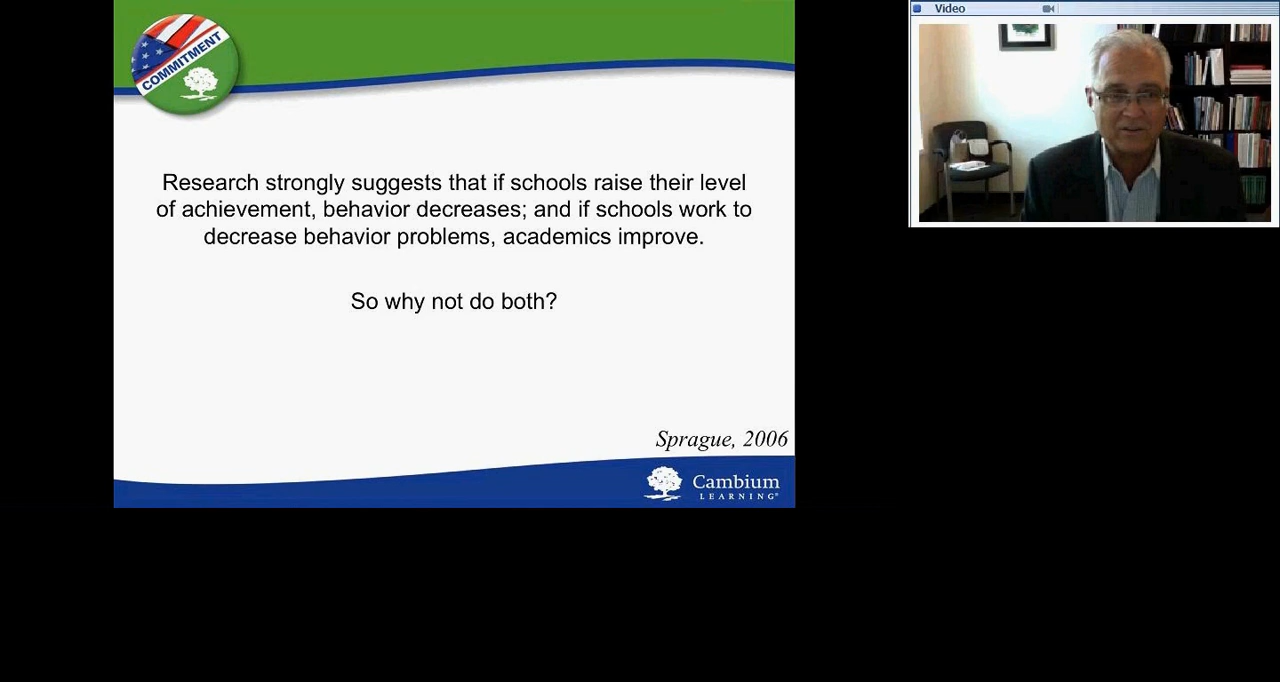 COMMITMENT
Video
Research strongly suggests that if schools raise their level
of achievement, behavior decreases; and if schools work to
decrease behavior problems, academics improve.
So why not do both?
Sprague, 2006
Cambium
LEARNING®